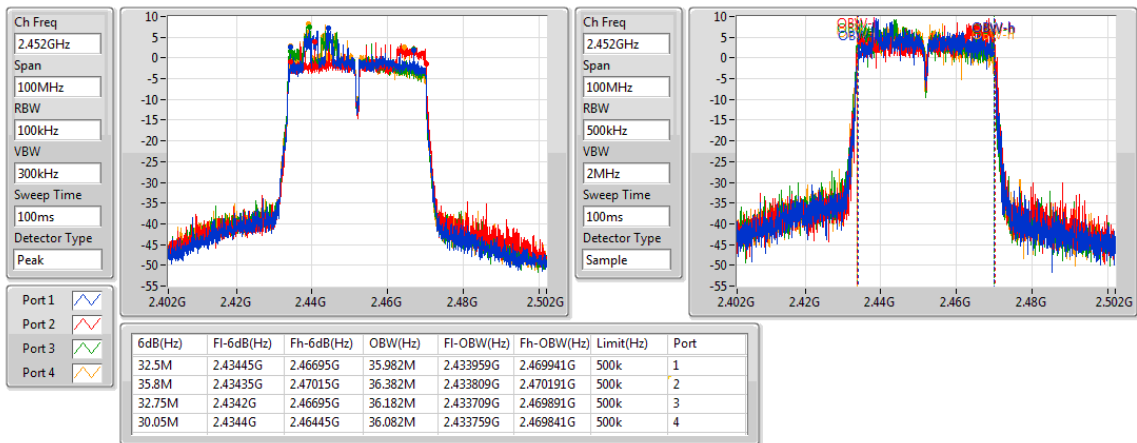 Ch Freq
2.452GHz
Span
100MHz
RBW
100kHz
VBW
300kHz
Sweep Time
100ms
Detector Type
Peak
10
5
0
-5
-10
-15
-20
-25
-30
-35
-40
-45
-50
-55
2.402G 2.42G 2.44G 2.46G 2.48G 2.502G
Ch Freq
2.452GHz
Span
100MHz
RBW
500kHz
VBW
2MHz
Sweep Time
100ms
Detector Type
Sample
10
5
0
-5
-10
-15
-20
-25
-30
-35
-40
-45
-50
-55
OBW-h
2.402G 2.42G 2.44G 2.46G 2.48G 2.502G
Port 1
Port 2
Port 3
Port 4
6dB(Hz) Fl-6dB(Hz) Fh-6dB(Hz) OBW(Hz) Fl-OBW(Hz) Fh-OBW(Hz) Limit(Hz) Port
32.5M 2.43445G 2.46695G 35.982M 2.433959G 2.469941G 500k 1
35.8M 2.43435G 2.47015G 36.382M 2.433809G 2.470191G 500k 2
32.75M 2.4342G 2.46695G 36.182M 2.433709G 2.469891G 500k 3
30.05M 2.4344G 2.46445G 36.082M 2.433759G 2.469841G 500k 4